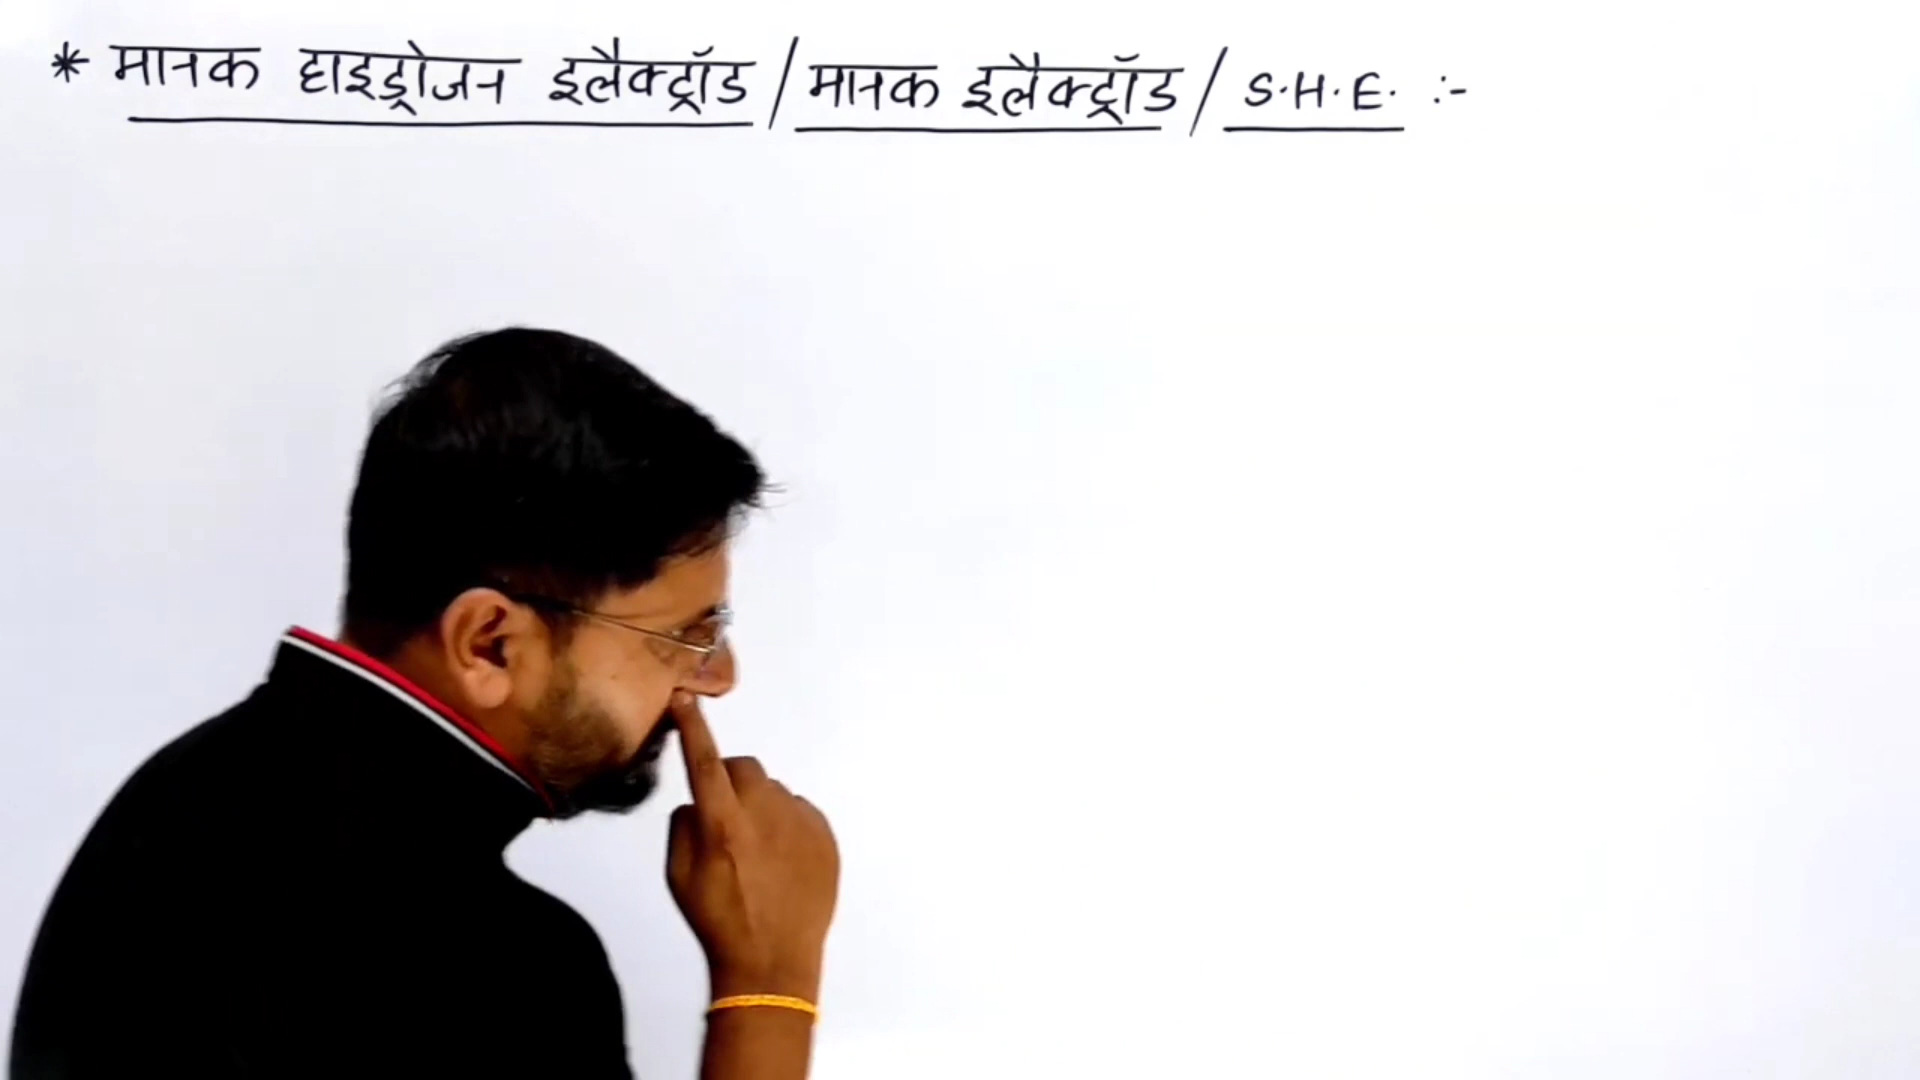 * मानक हाइड्रोजन इलैक्ट्रॉड / मानक इलैक्ट्रॉड / S.H.E. :-